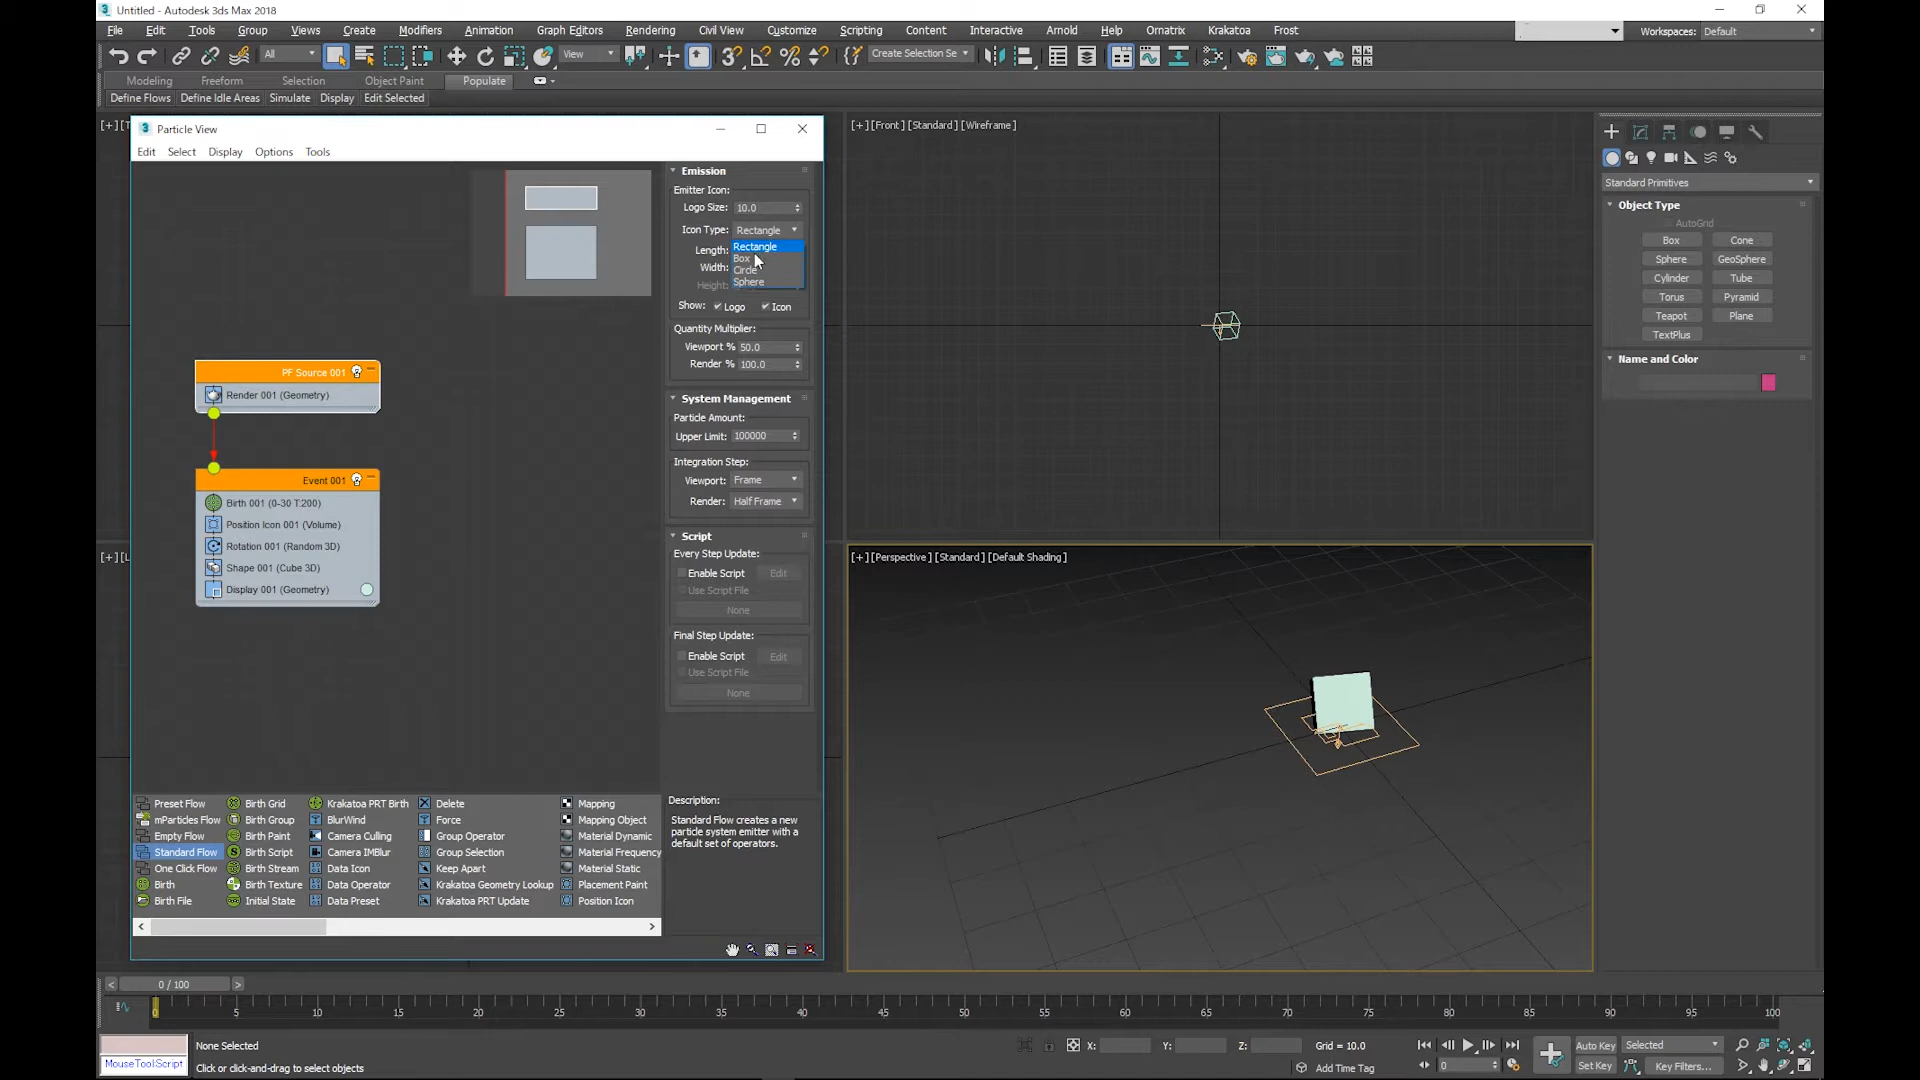 Untitled - Autodesk 3ds Max 2018
File Edit Tools Group Views Create Modifiers Animation Graph Editors Rendering Civil View Customize Scripting Content Interactive Arnold Help Ornatrix Krakatoa Frost Workspaces: Default
All View Create Selection Se
Modeling Freeform Selection Object Paint Populate
Define Flows Define Idle Areas Simulate Display Edit Selected
Particle View
Edit Select Display Options Tools
PF Source 001
Render 001 (Geometry)
Event 001
Birth 001 (0-30 T:200)
Position Icon 001 (Volume)
Rotation 001 (Random 3D)
Shape 001 (Cube 3D)
Display 001 (Geometry)
Emission
Emitter Icon:
Logo Size: 10.0
Icon Type: Rectangle
Length: Rectangle
Box
Width: Circle
Height: Sphere
Show: Logo Icon
Quantity Multiplier:
Viewport % 50.0
Render % 100.0
System Management
Particle Amount:
Upper Limit: 100000
Integration Step:
Viewport: Frame
Render: Half Frame
Script
Every Step Update:
Enable Script Edit
Use Script File
None
Final Step Update:
Enable Script Edit
Use Script File
None
Preset Flow Birth Grid Krakatoa PRT Birth Delete Mapping
mParticles Flow Birth Group BlurWind Force Mapping Object
Empty Flow Birth Paint Camera Culling Group Operator Material Dynamic
Standard Flow Birth Script Camera IMBlur Group Selection Material Frequency
One Click Flow Birth Stream Data Icon Keep Apart Material Static
Birth Birth Texture Data Operator Krakatoa Geometry Lookup Placement Paint
Birth File Initial State Data Preset Krakatoa PRT Update Position Icon
Description:
Standard Flow creates a new
particle system emitter with a
default set of operators.
[+] [Front] [Standard] [Wireframe]
[+] [Perspective] [Standard] [Default Shading]
Standard Primitives
Object Type
AutoGrid
Box Cone
Sphere GeoSphere
Cylinder Tube
Torus Pyramid
Teapot Plane
TextPlus
Name and Color
0 / 100
0 5 10 15 20 25 30 35 40 45 50 55 60 65 70 75 80 85 90 95 100
None Selected X: Y: Z: Grid = 10.0 Auto Key Selected
MouseToolScript Click or click-and-drag to select objects Add Time Tag 0 Set Key Key Filters...